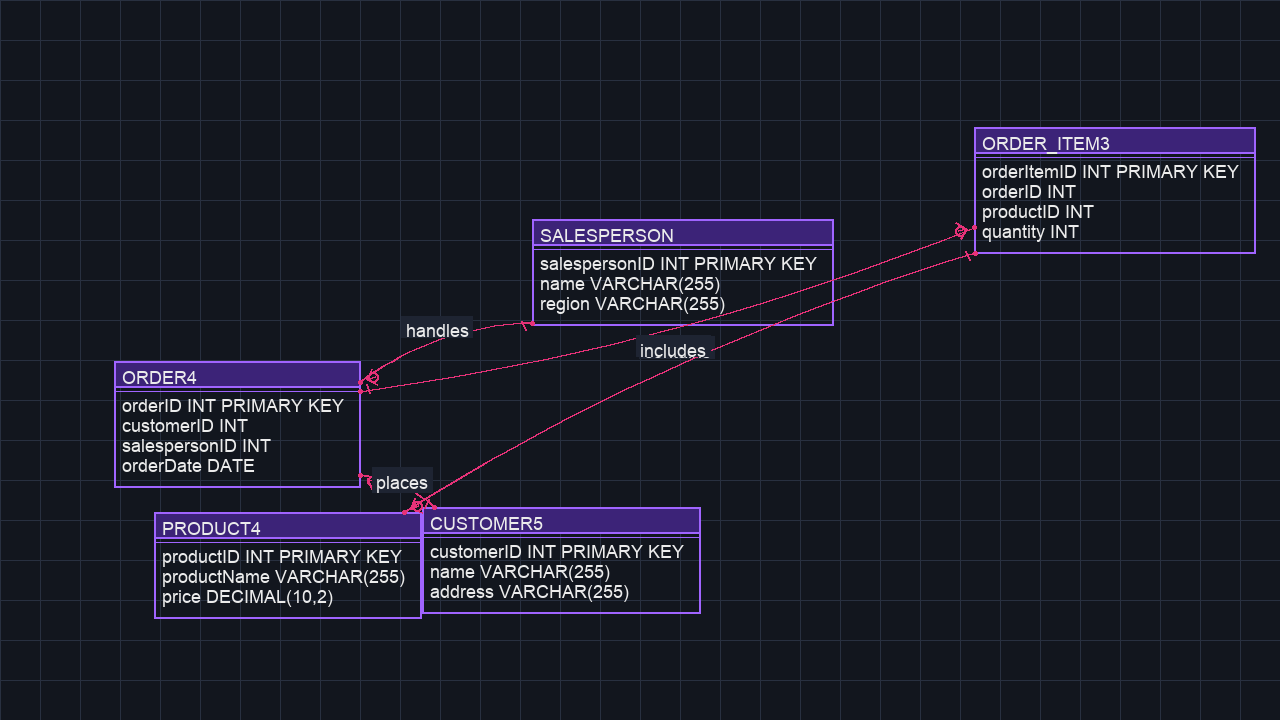 ORDER_ITEM3
orderItemID INT PRIMARY KEY
orderID INT
productID INT
quantity INT
SALESPERSON
salespersonID INT PRIMARY KEY
name VARCHAR(255)
region VARCHAR(255)
handles
includes
ORDER4
orderID INT PRIMARY KEY
customerID INT
salespersonID INT
orderDate DATE
places
PRODUCT4
productID INT PRIMARY KEY
productName VARCHAR(255)
price DECIMAL(10,2)
CUSTOMER5
customerID INT PRIMARY KEY
name VARCHAR(255)
address VARCHAR(255)